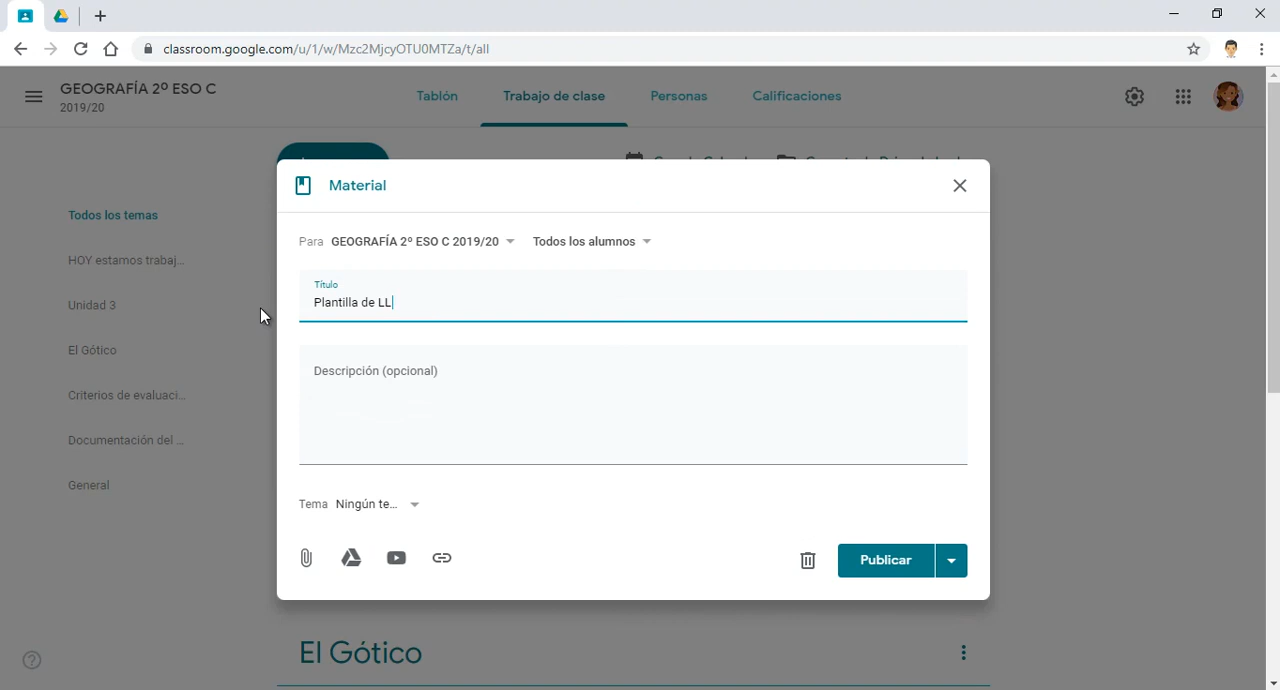 classroom.google.com/u/1/w/Mzc2MjcyOTU0MTZa/t/all
GEOGRAFÍA 2º ESO C
2019/20
Tablón
Trabajo de clase
Personas
Calificaciones
Todos los temas
HOY estamos trabaj...
Unidad 3
El Gótico
Criterios de evaluaci...
Documentación del ...
General
Material
Para GEOGRAFÍA 2º ESO C 2019/20 Todos los alumnos
Título
Plantilla de LL
Descripción (opcional)
Tema Ningún te...
Publicar
El Gótico